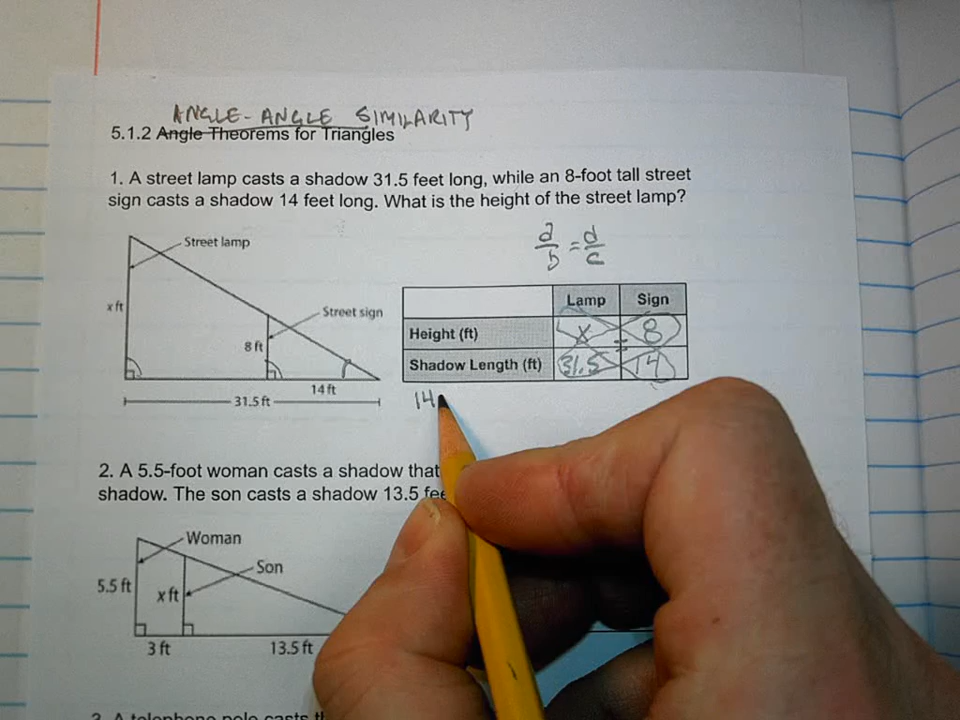 ANGLE-ANGLE SIMILARITY
5.1.2 Angle Theorems for Triangles
1. A street lamp casts a shadow 31.5 feet long, while an 8-foot tall street
sign casts a shadow 14 feet long. What is the height of the street lamp?
a/b = d/c
Street lamp
x ft
Street sign
8 ft
14 ft
31.5 ft
Lamp Sign
Height (ft) x = 8
Shadow Length (ft) 31.5 14
14
2. A 5.5-foot woman casts a shadow that
shadow. The son casts a shadow 13.5
Woman
Son
5.5 ft
x ft
3 ft
13.5 ft
A telephone pole casts